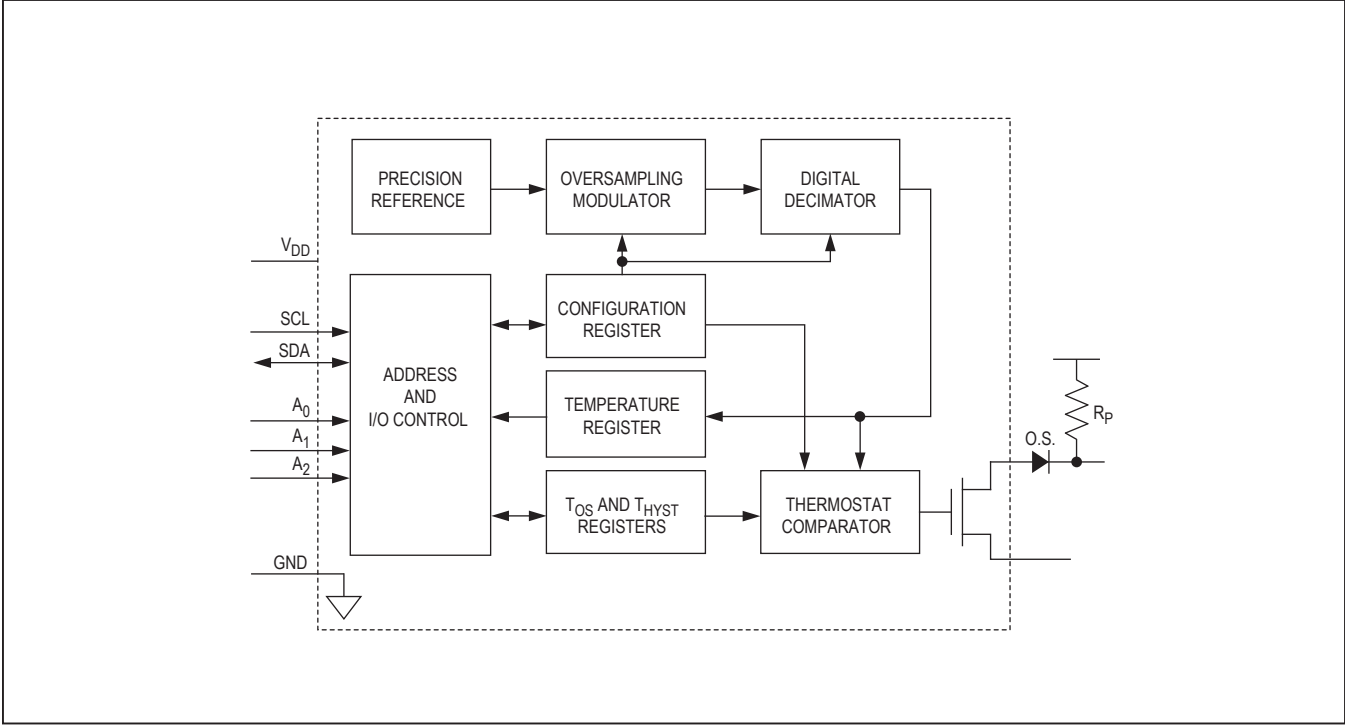 PRECISION
REFERENCE
OVERSAMPLING
MODULATOR
DIGITAL
DECIMATOR
VDD
SCL
SDA
A0
A1
A2
GND
ADDRESS
AND
I/O CONTROL
CONFIGURATION
REGISTER
TEMPERATURE
REGISTER
TOS AND THYST
REGISTERS
THERMOSTAT
COMPARATOR
O.S.
RP